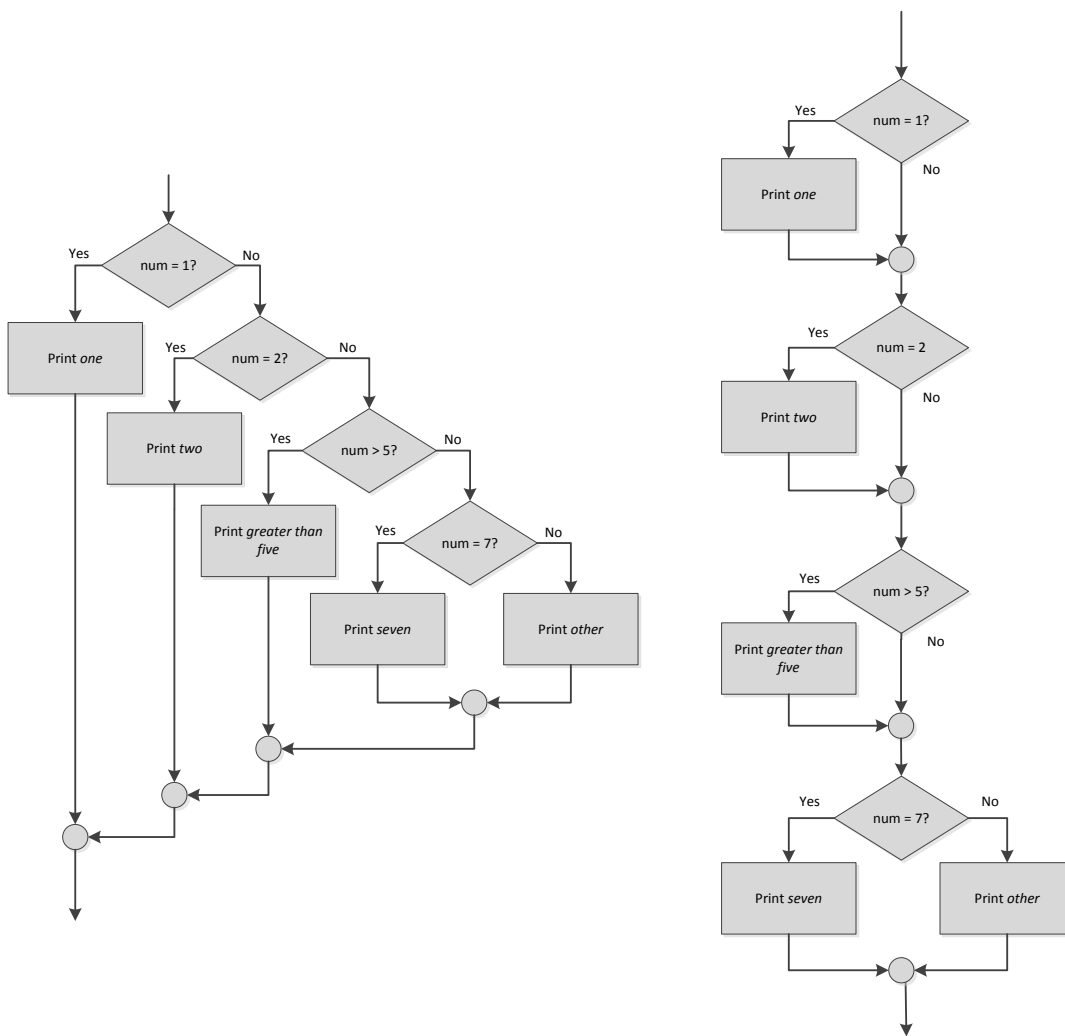 num = 1?
Yes
No
Print one
num = 2?
Yes
No
Print two
num > 5?
Yes
No
Print greater than
five
num = 7?
Yes
No
Print seven
Print other
num = 1?
Yes
No
Print one
num = 2
Yes
No
Print two
num > 5?
Yes
No
Print greater than
five
num = 7?
Yes
No
Print seven
Print other